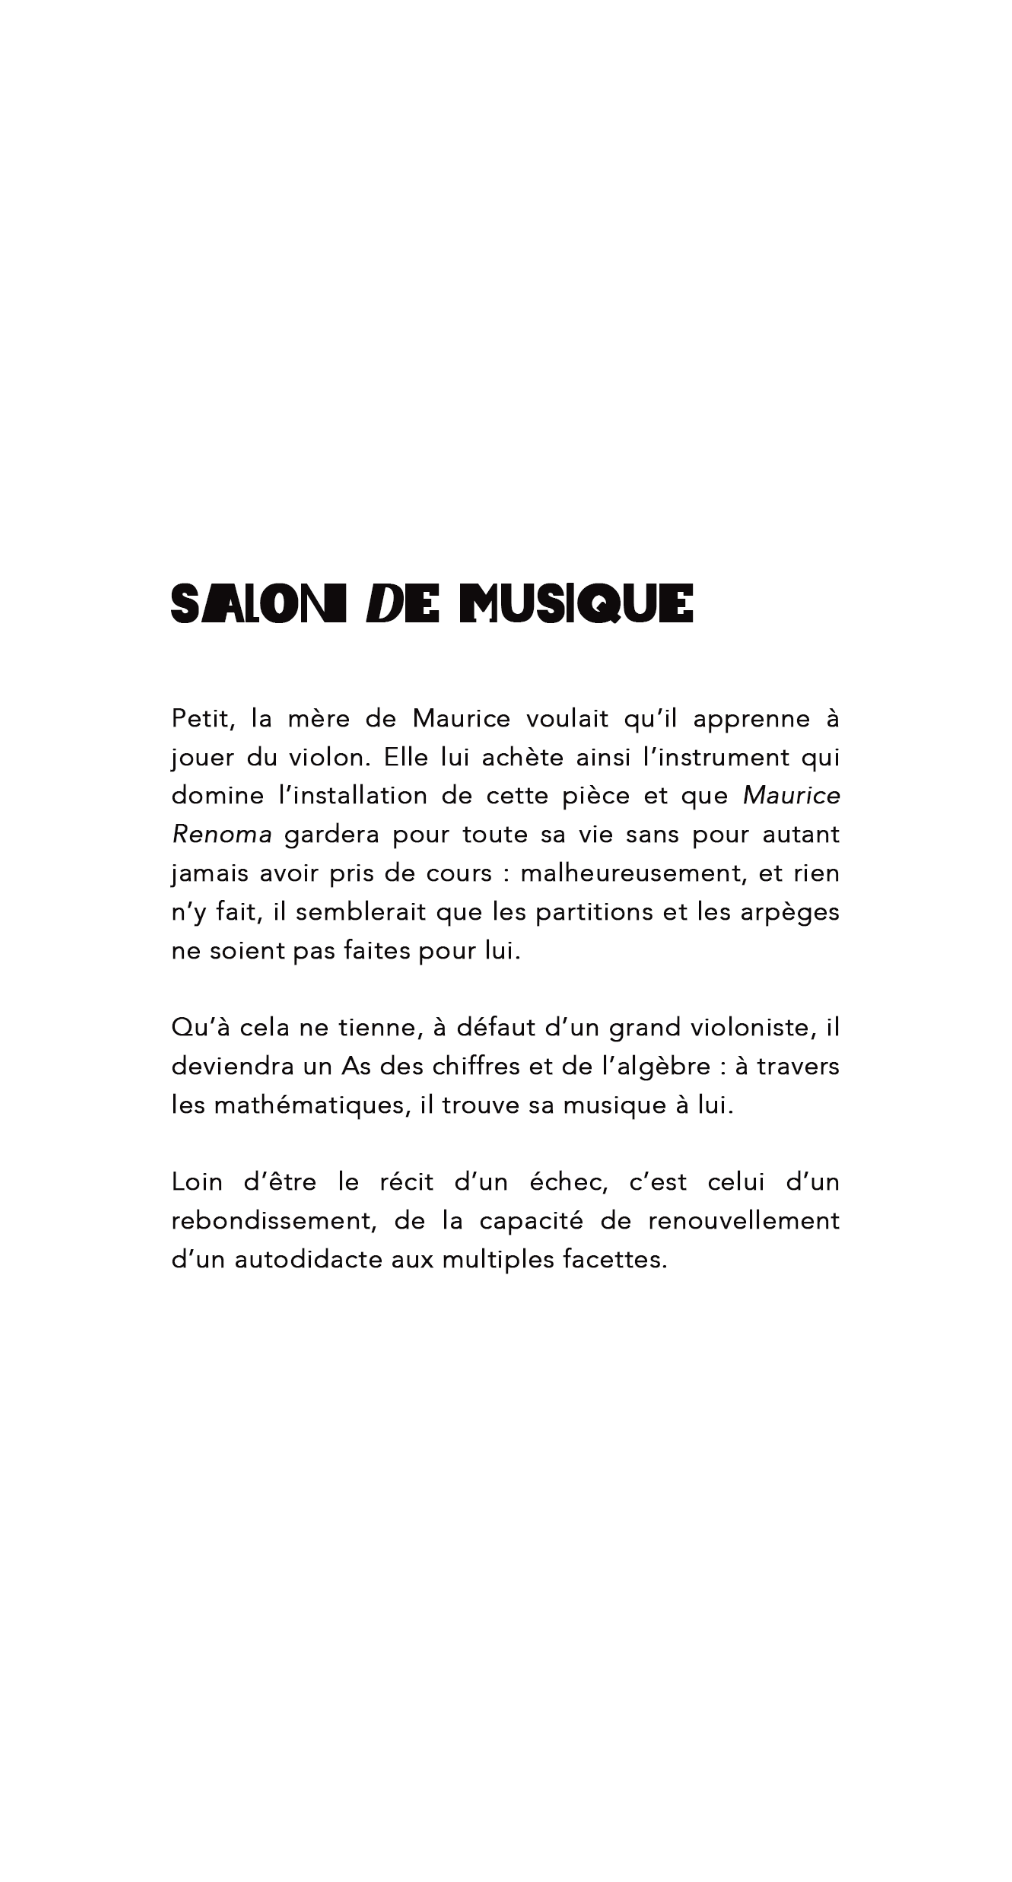 SALON DE MUSIQUE
Petit, la mère de Maurice voulait qu’il apprenne à
jouer du violon. Elle lui achète ainsi l’instrument qui
domine l’installation de cette pièce et que Maurice
Renoma gardera pour toute sa vie sans pour autant
jamais avoir pris de cours : malheureusement, et rien
n’y fait, il semblerait que les partitions et les arpèges
ne soient pas faites pour lui.
Qu’à cela ne tienne, à défaut d’un grand violoniste, il
deviendra un As des chiffres et de l’algèbre : à travers
les mathématiques, il trouve sa musique à lui.
Loin d’être le récit d’un échec, c’est celui d’un
rebondissement, de la capacité de renouvellement
d’un autodidacte aux multiples facettes.